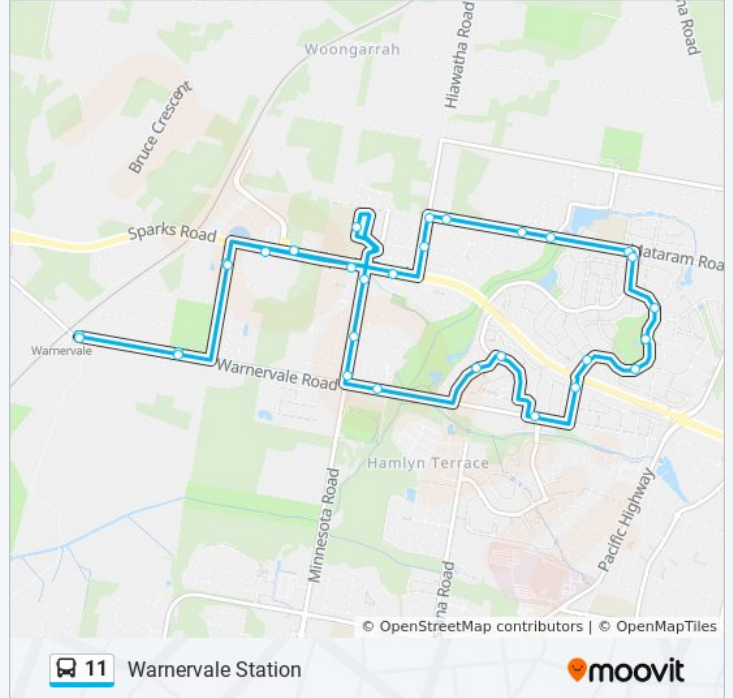 na Road
Hiawatha Road
Woongarrah
Bruce Crescent
Sparks Road
Mataram Roa
Warnervale
Warnervale Road
Hamlyn Terrace
Minnesota Road
Pacific Highway
na Road
© OpenStreetMap contributors | © OpenMapTiles
11 Warnervale Station
moovit